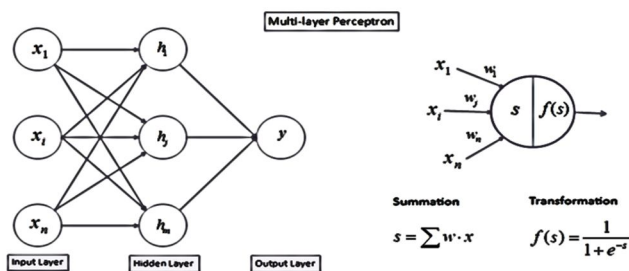 Multi-layer Perceptron
x₁
h₁
xᵢ
hⱼ
y
xₙ
hₘ
Input Layer
Hidden Layer
Output Layer
x₁
w₁
xᵢ
wⱼ
s
f(s)
xₙ
wₙ
Summation
s = ∑ w · x
Transformation
f(s) = 1 / (1 + e⁻ˢ)